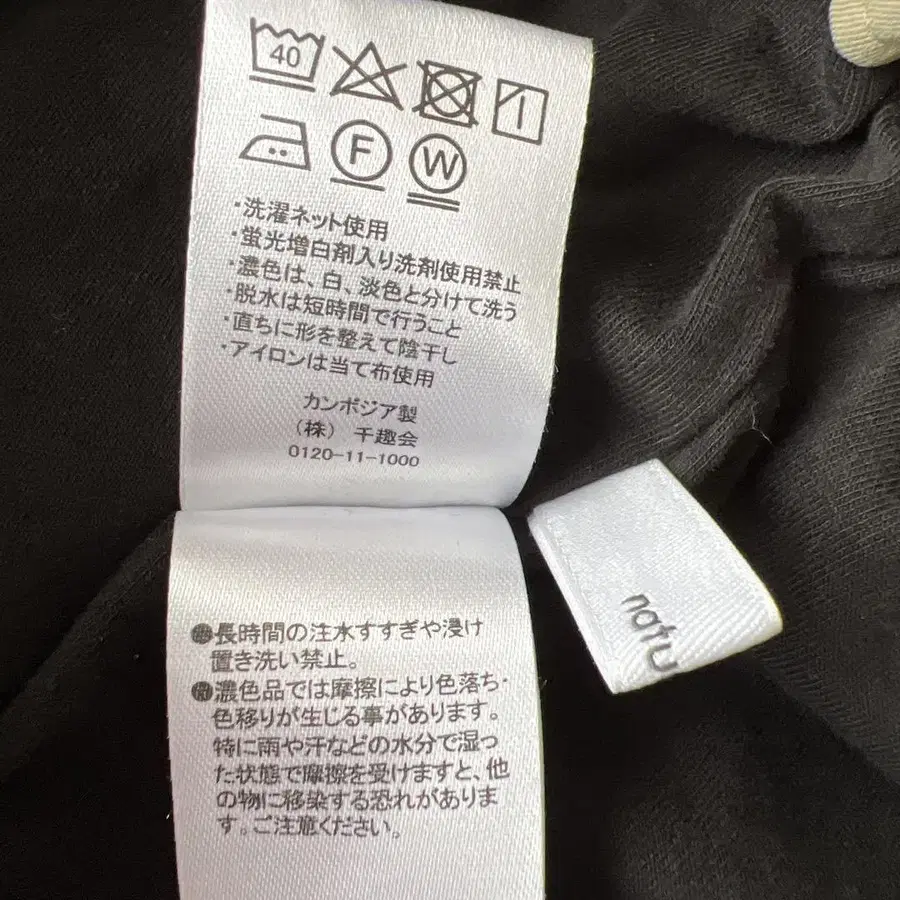 40
F
W
・洗濯ネット使用
・蛍光増白剤入り洗剤使用禁止
・濃色は、白、淡色と分けて洗う
・脱水は短時間で行うこと
・直ちに形を整えて陰干し
・アイロンは当て布使用
カンボジア製
（株） 千趣会
0120-11-1000
長時間の注水すすぎや浸け
置き洗い禁止。
濃色品では摩擦により色落ち・
色移りが生じる事があります。
特に雨や汗などの水分で湿っ
た状態で摩擦を受けますと、他
の物に移染する恐れがありま
す。ご注意ください。
natu